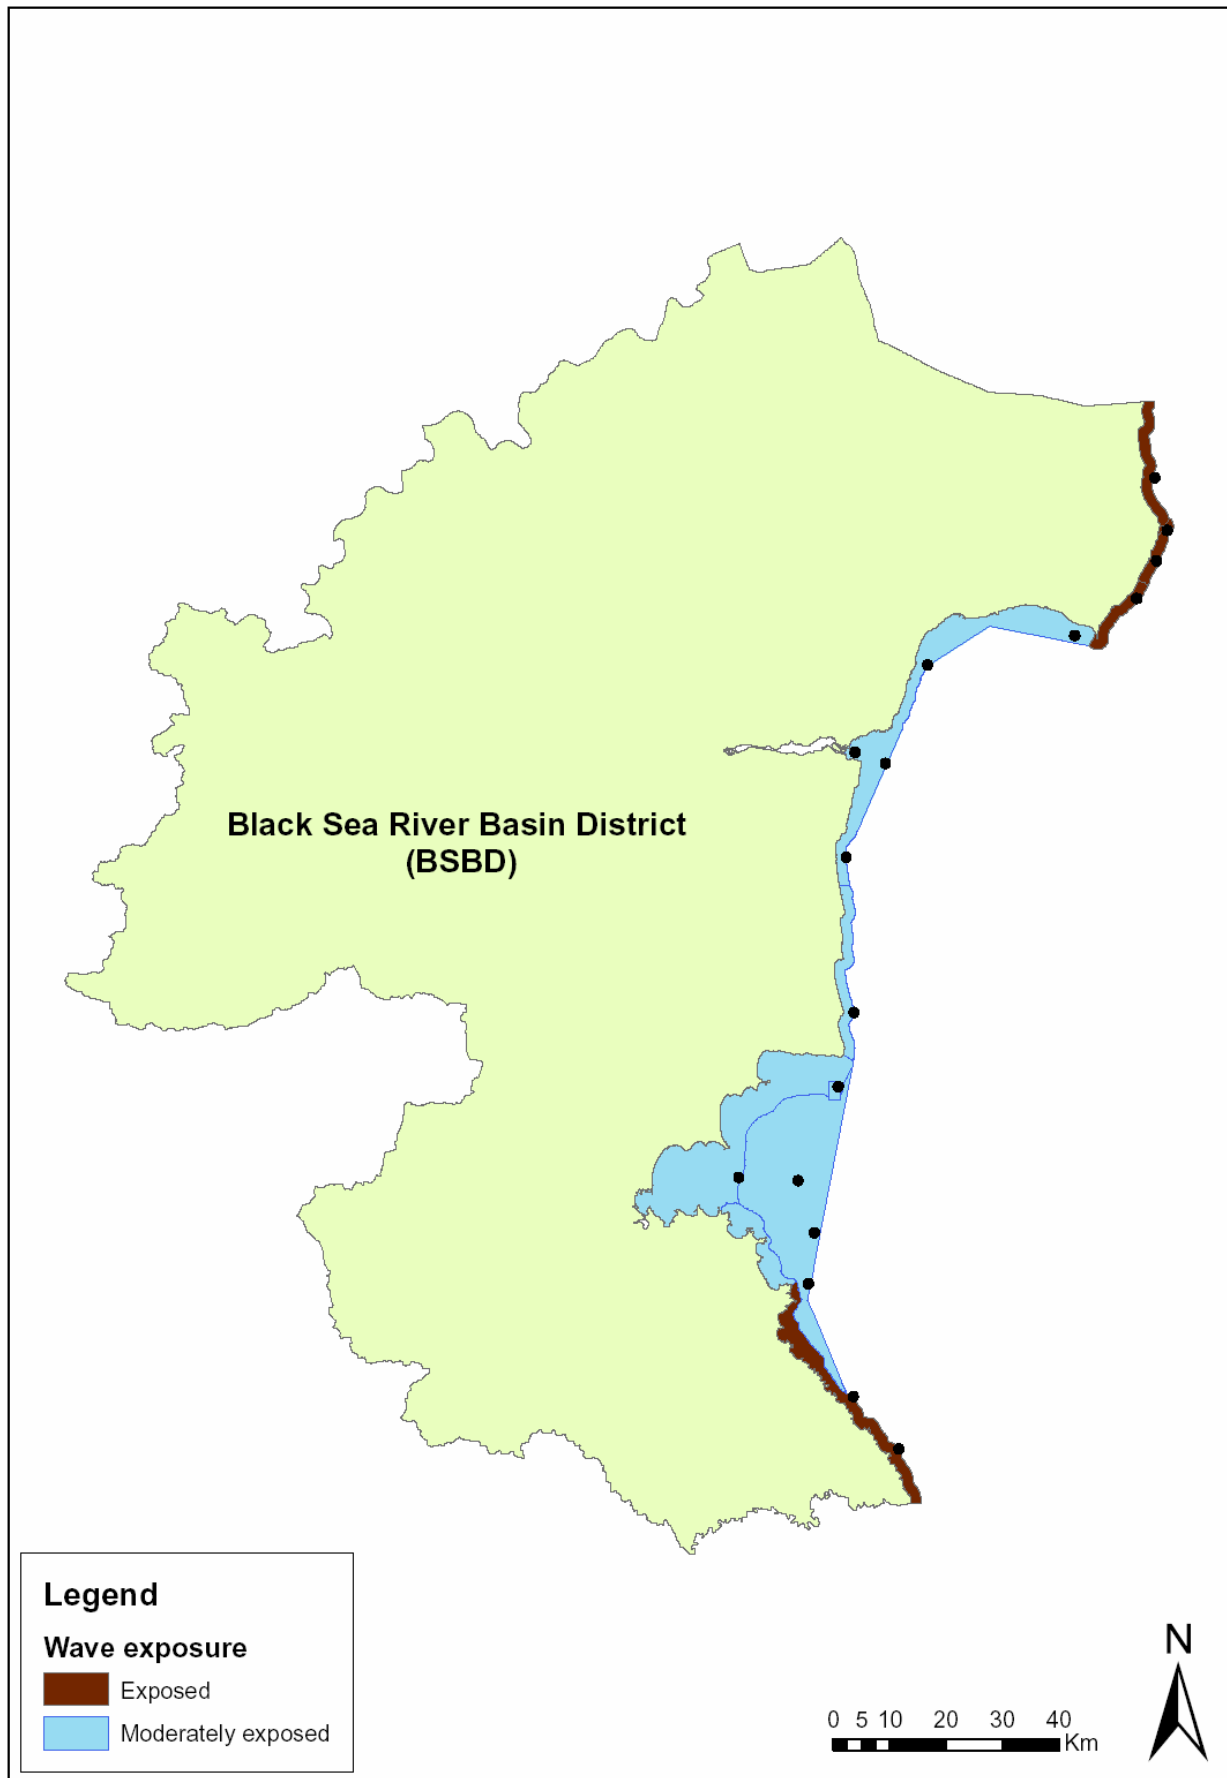 Black Sea River Basin District
(BSBD)
Legend
Wave exposure
Exposed
Moderately exposed
N
0 5 10 20 30 40
Km